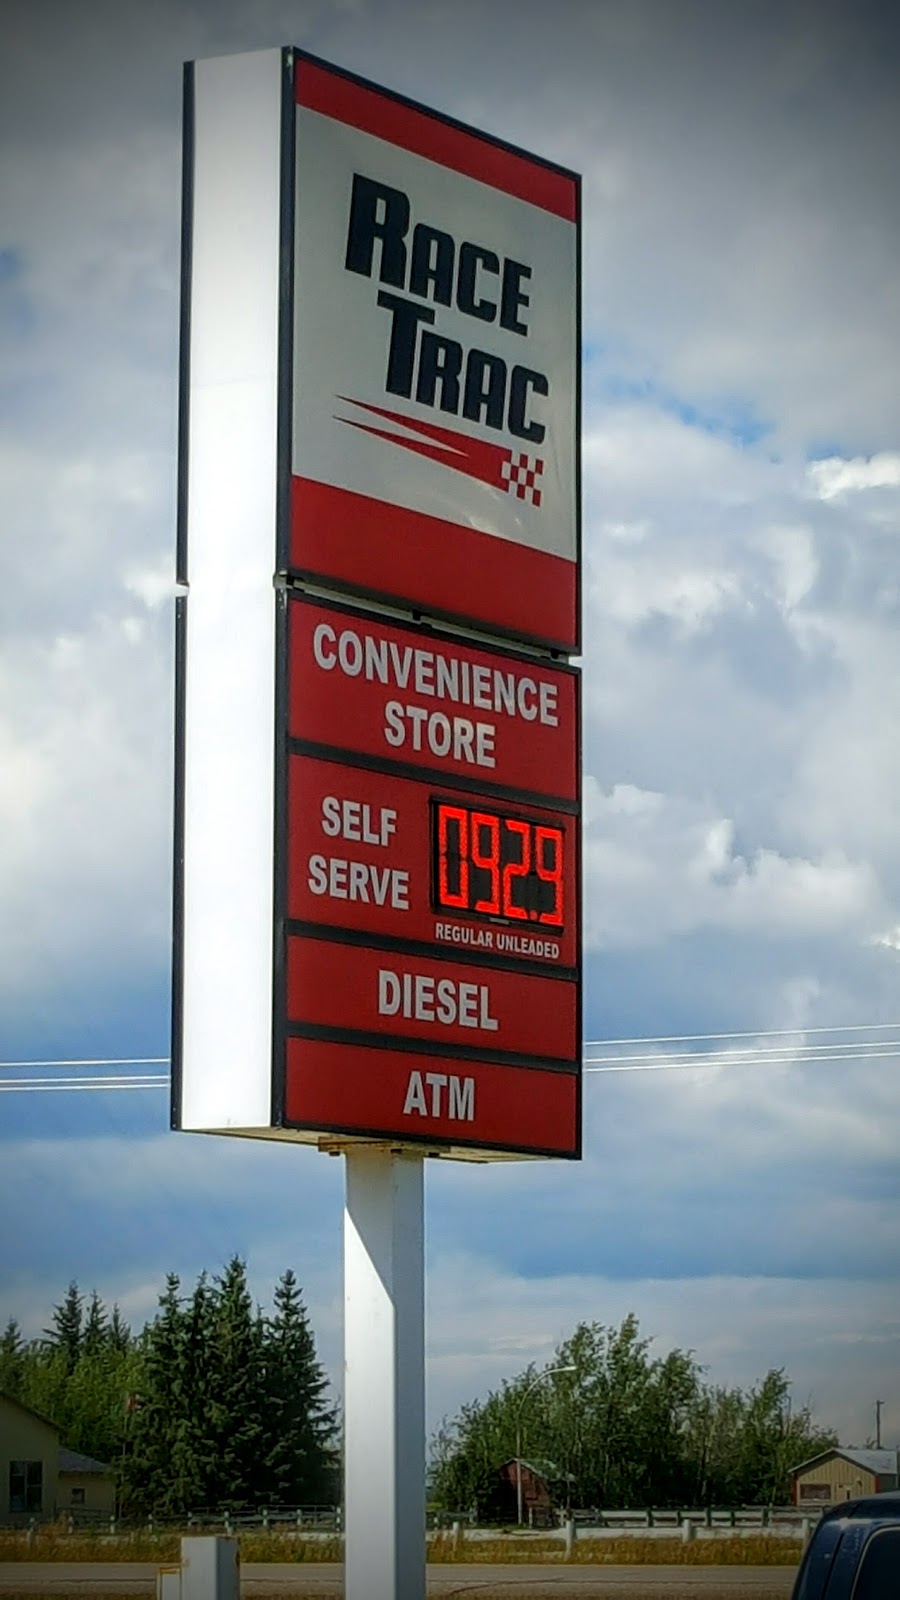 RACE
TRAC
CONVENIENCE
STORE
SELF
SERVE
092.9
REGULAR UNLEADED
DIESEL
ATM